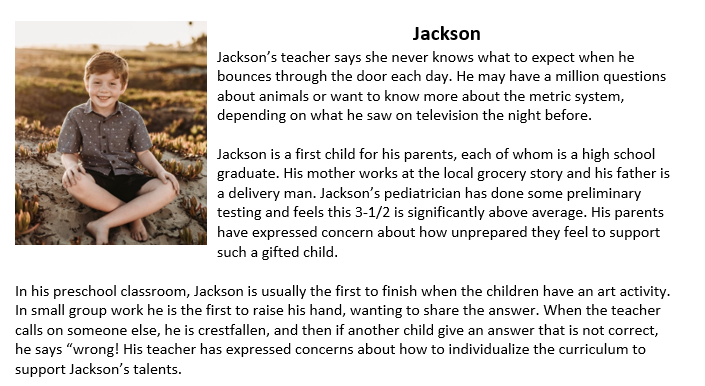 Jackson
Jackson’s teacher says she never knows what to expect when he
bounces through the door each day. He may have a million questions
about animals or want to know more about the metric system,
depending on what he saw on television the night before.
Jackson is a first child for his parents, each of whom is a high school
graduate. His mother works at the local grocery story and his father is
a delivery man. Jackson’s pediatrician has done some preliminary
testing and feels this 3-1/2 is significantly above average. His parents
have expressed concern about how unprepared they feel to support
such a gifted child.
In his preschool classroom, Jackson is usually the first to finish when the children have an art activity.
In small group work he is the first to raise his hand, wanting to share the answer. When the teacher
calls on someone else, he is crestfallen, and then if another child give an answer that is not correct,
he says “wrong! His teacher has expressed concerns about how to individualize the curriculum to
support Jackson’s talents.